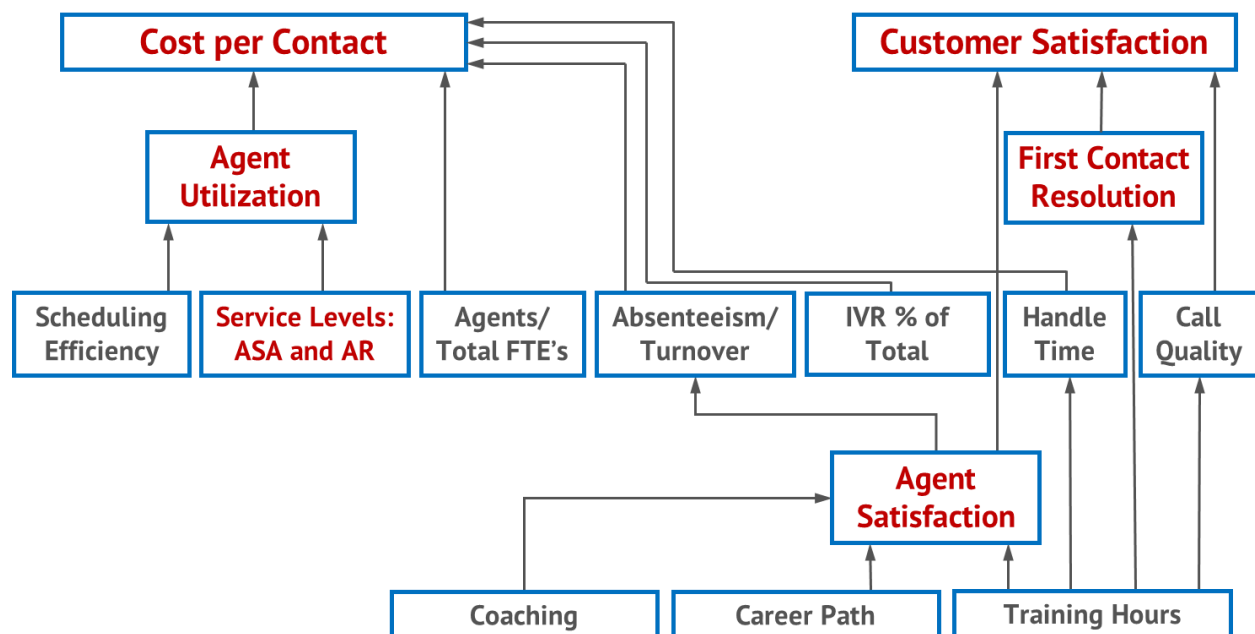 Cost per Contact
Customer Satisfaction
Agent
Utilization
First Contact
Resolution
Scheduling
Efficiency
Service Levels:
ASA and AR
Agents/
Total FTE’s
Absenteeism/
Turnover
IVR % of
Total
Handle
Time
Call
Quality
Agent
Satisfaction
Coaching
Career Path
Training Hours